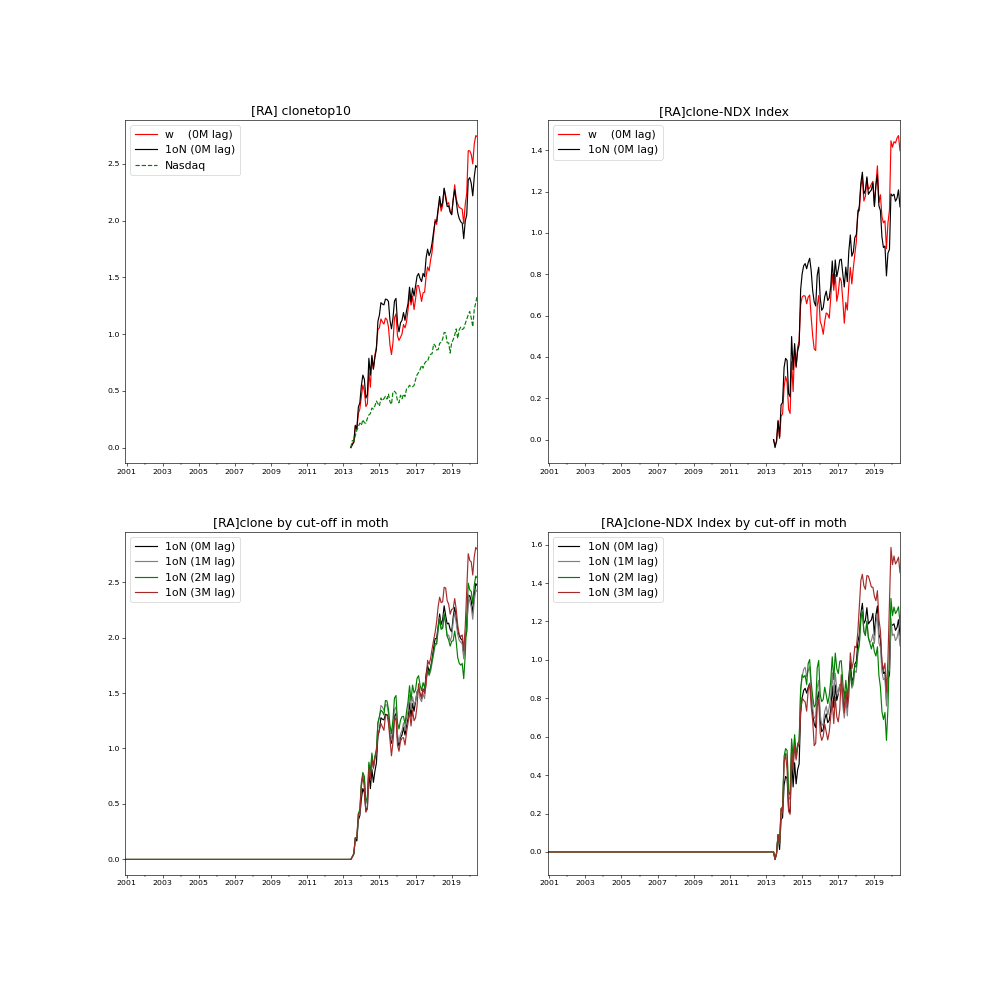 [RA] clonetop10
w (0M lag)
1oN (0M lag)
Nasdaq
2.5
2.0
1.5
1.0
0.5
0.0
2001 2003 2005 2007 2009 2011 2013 2015 2017 2019
[RA]clone-NDX Index
w (0M lag)
1oN (0M lag)
1.4
1.2
1.0
0.8
0.6
0.4
0.2
0.0
2001 2003 2005 2007 2009 2011 2013 2015 2017 2019
[RA]clone by cut-off in moth
1oN (0M lag)
1oN (1M lag)
1oN (2M lag)
1oN (3M lag)
2.5
2.0
1.5
1.0
0.5
0.0
2001 2003 2005 2007 2009 2011 2013 2015 2017 2019
[RA]clone-NDX Index by cut-off in moth
1oN (0M lag)
1oN (1M lag)
1oN (2M lag)
1oN (3M lag)
1.6
1.4
1.2
1.0
0.8
0.6
0.4
0.2
0.0
2001 2003 2005 2007 2009 2011 2013 2015 2017 2019